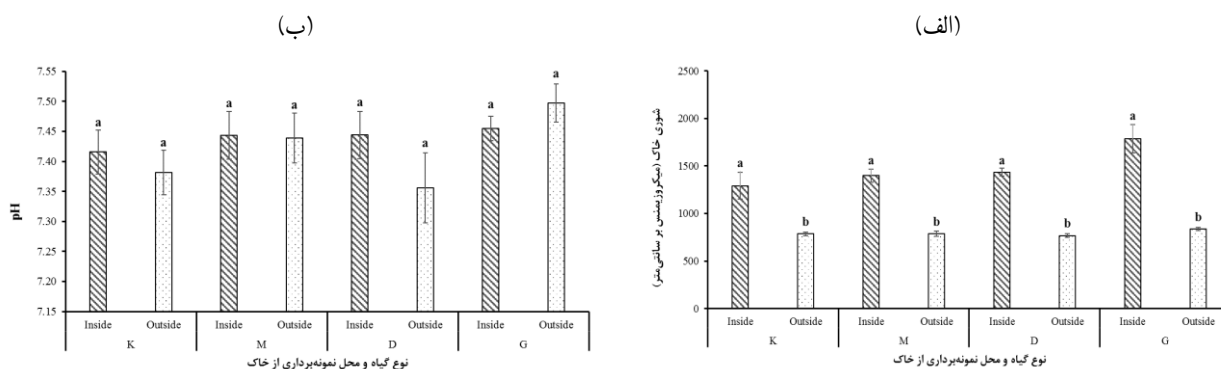 (الف)
شوری خاک (میکروزیمنس بر سانتی‌متر)
2500
2000
1500
1000
500
0
a b a b a b a b
Inside Outside Inside Outside Inside Outside Inside Outside
K M D G
نوع گیاه و محل نمونه‌برداری از خاک
(ب)
pH
7.55
7.50
7.45
7.40
7.35
7.30
7.25
7.20
7.15
a a a a a a a a
Inside Outside Inside Outside Inside Outside Inside Outside
K M D G
نوع گیاه و محل نمونه‌برداری از خاک